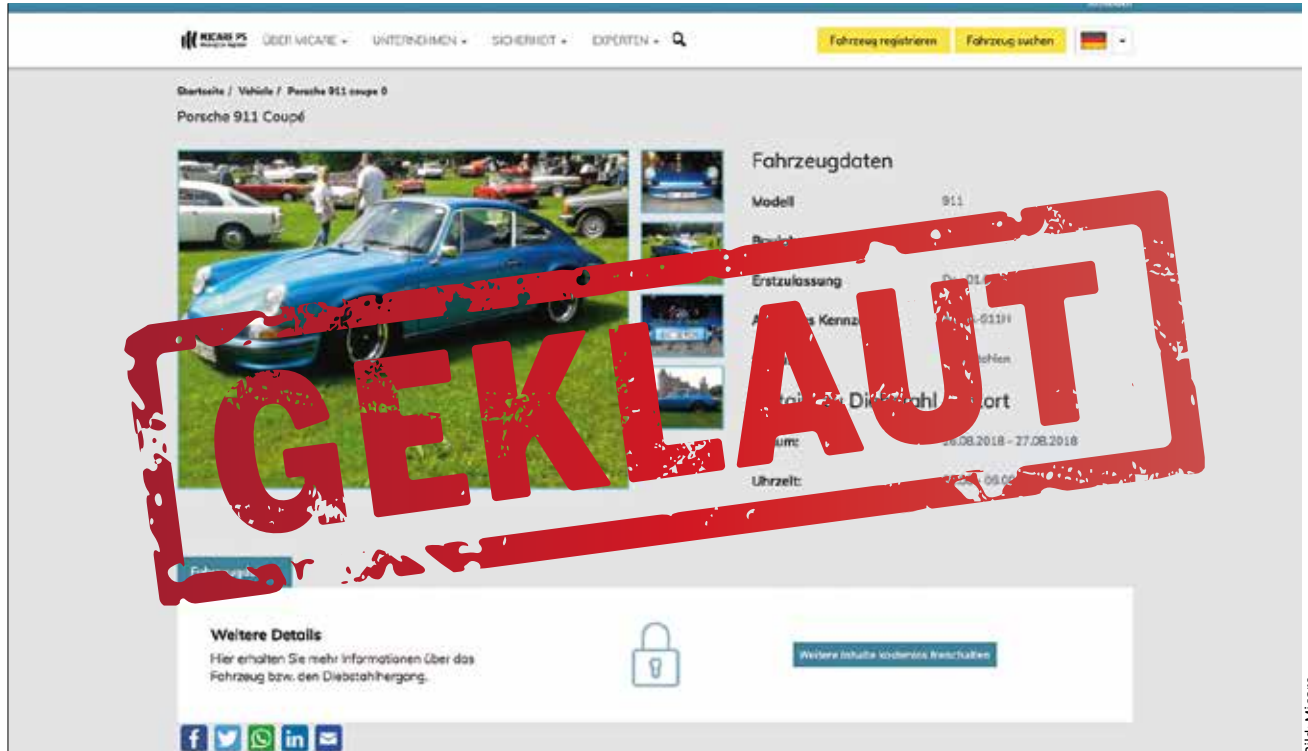 MICARE PS
ÜBER MICARE
UNTERNEHMEN
SICHERHEIT
EXPERTEN
Fahrzeug registrieren
Fahrzeug suchen
Startseite / Vehicle / Porsche 911 coupe 0
Porsche 911 Coupé
Fahrzeugdaten
Modell 911
Erstzulassung
GEKLAUT
26.08.2018 - 27.08.2018
Uhrzeit:
Weitere Details
Hier erhalten Sie mehr Informationen über das
Fahrzeug bzw. den Diebstahlhergang.
Weitere Inhalte kostenlos freischalten